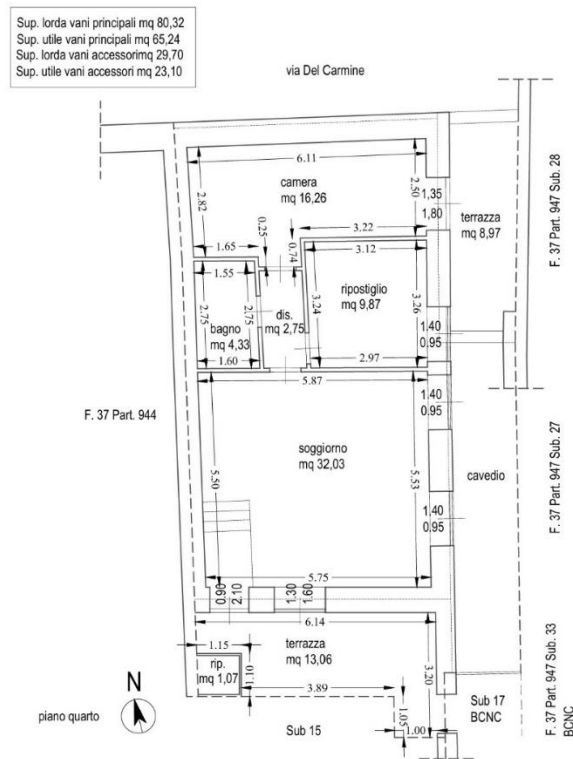 Sup. lorda vani principali mq 80,32
Sup. utile vani principali mq 65,24
Sup. lorda vani accessorimq 29,70
Sup. utile vani accessori mq 23,10
via Del Carmine
6.11
camera
mq 16,26
2.82
2.50
1,35
1,80
terrazza
mq 8,97
F. 37 Part. 947 Sub. 28
1.65
0.25
0.74
3.22
3.12
1.55
ripostiglio
mq 9,87
2.75
2.75
dis.
mq 2,75
3.24
3.26
bagno
mq 4,33
1.40
0.95
1.60
2.97
5.87
F. 37 Part. 944
1.40
0.95
soggiorno
mq 32,03
cavedio
F. 37 Part. 947 Sub. 27
5.50
5.53
1.40
0.95
5.75
0.90
2.10
1.30
1.60
6.14
1.15
terrazza
mq 13,06
rip.
mq 1,07
1.10
3.89
3.20
N
piano quarto
Sub 15
1.05
1.00
Sub 17
BCNC
F. 37 Part. 947 Sub. 33
BCNC